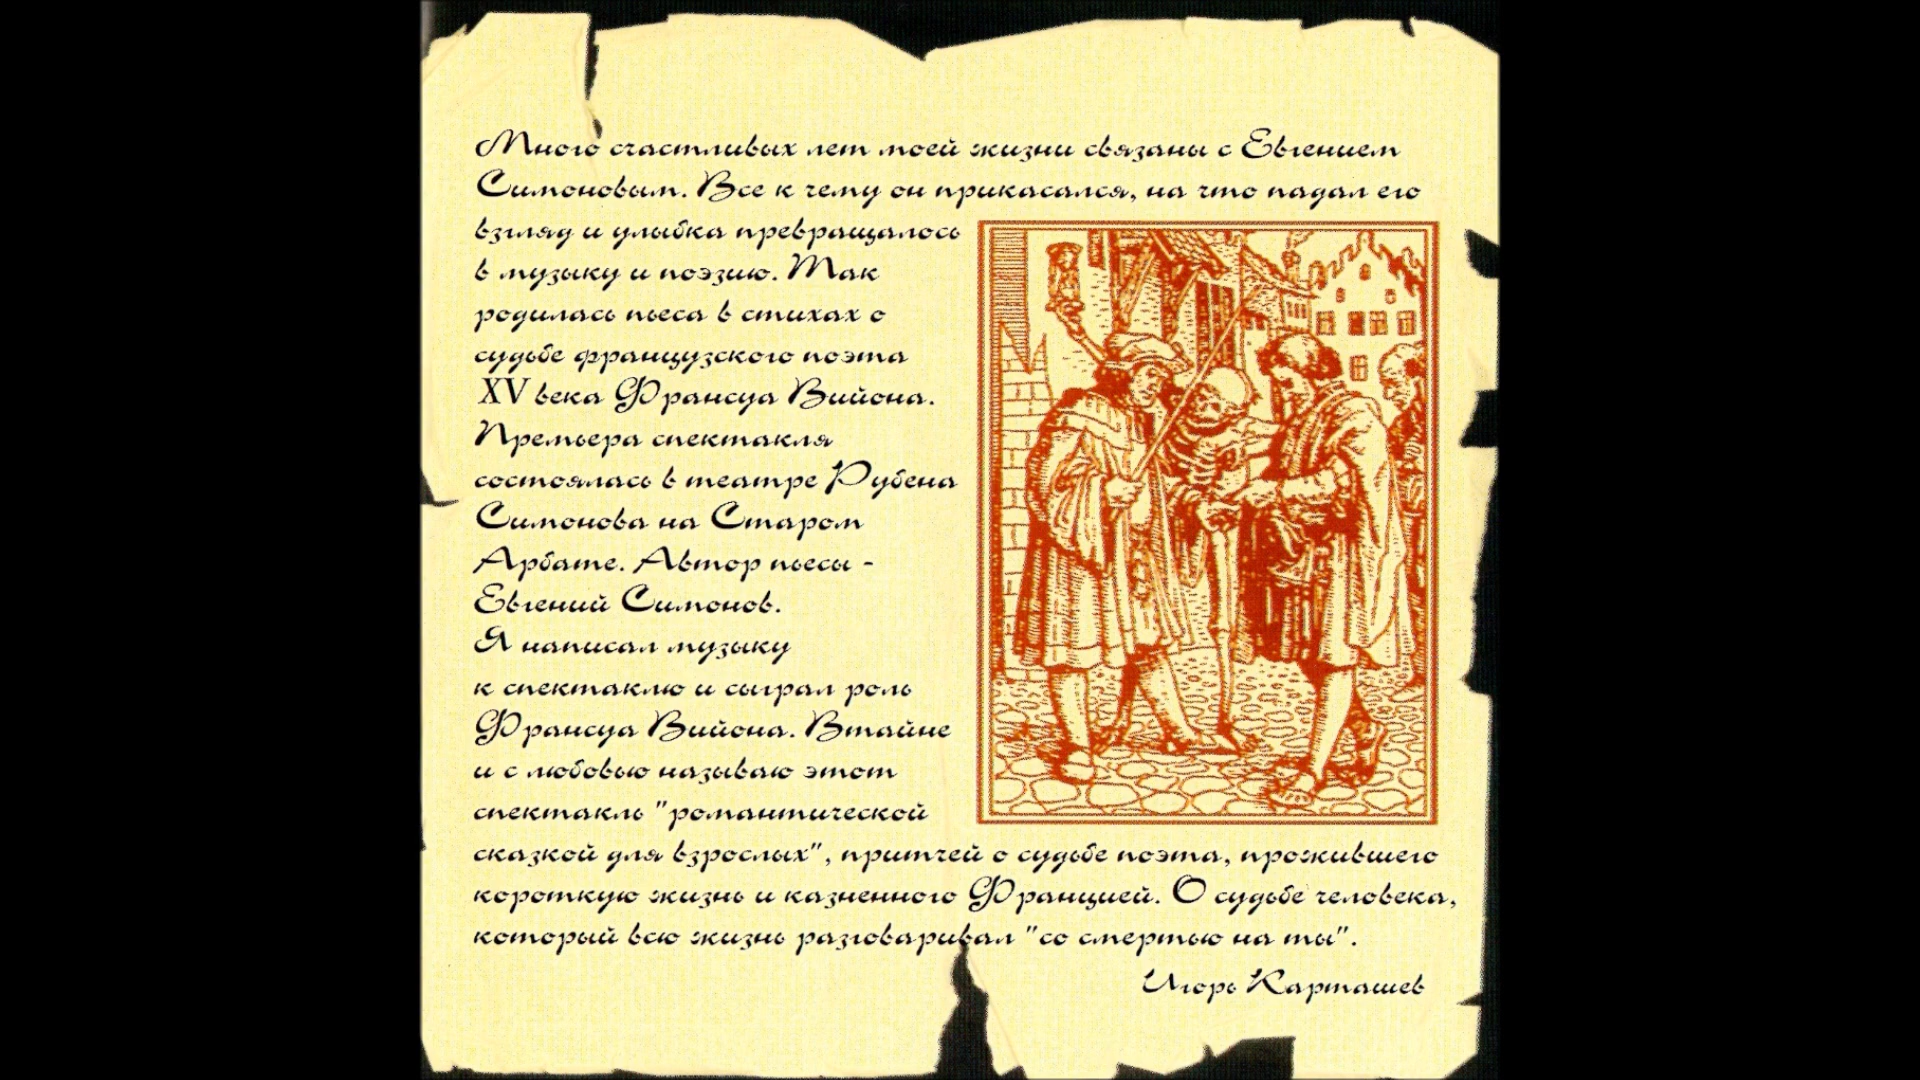 Много счастливых лет моей жизни связаны с Евгением
Симоновым. Все к чему он прикасался, на что падал его
взгляд и улыбка превращалось
в музыку и поэзию. Так
родилась пьеса в стихах о
судьбе французского поэта
XV века Франсуа Вийона.
Премьера спектакля
состоялась в театре Рубена
Симонова на Старом
Арбате. Автор пьесы -
Евгений Симонов.
Я написал музыку
к спектаклю и сыграл роль
Франсуа Вийона. Втайне
и с любовью называю этот
спектакль "романтической
сказкой для взрослых", притчей о судьбе поэта, прожившего
короткую жизнь и казненного Францией. О судьбе человека,
который всю жизнь разговаривал "со смертью на ты".
Игорь Карташев